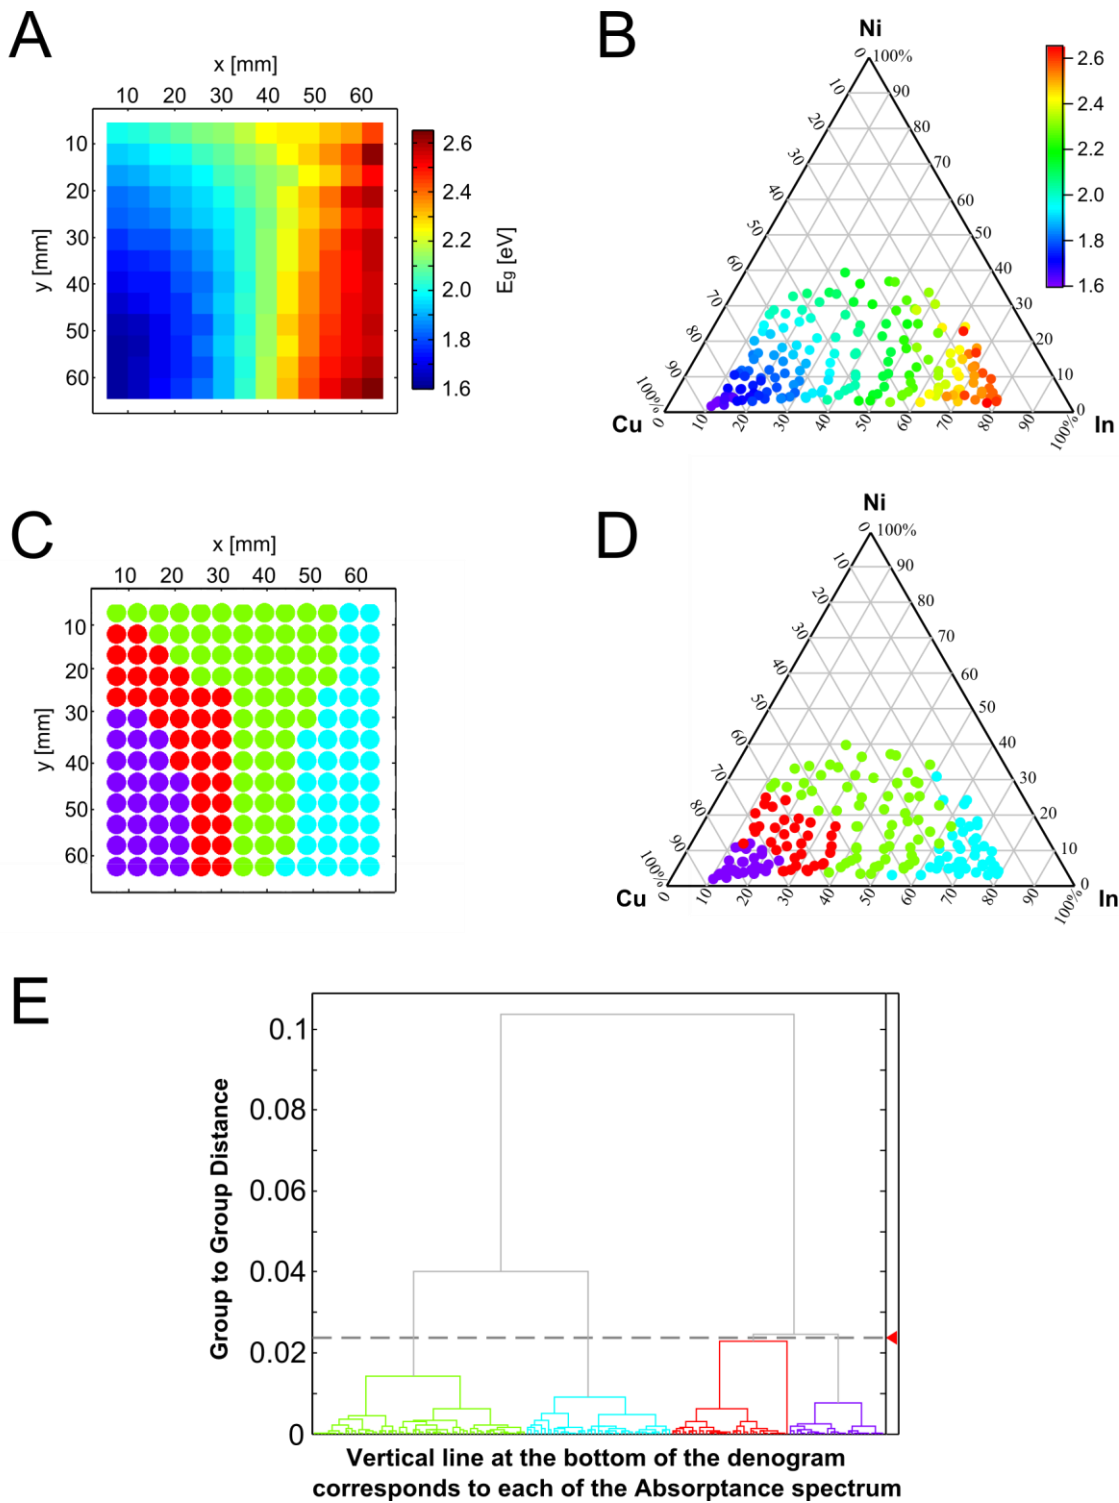 A
x [mm]
10 20 30 40 50 60
y [mm]
10
20
30
40
50
60
2.6
2.4
2.2
2.0
1.8
1.6
E_g [eV]
B
Ni
0 100%
10 90
20 80
30 70
40 60
50 50
60 40
70 30
80 20
90 10
100% 0
Cu In
0 10 20 30 40 50 60 70 80 90 100%
2.6
2.4
2.2
2.0
1.8
1.6
C
x [mm]
10 20 30 40 50 60
y [mm]
10
20
30
40
50
60
D
Ni
0 100%
10 90
20 80
30 70
40 60
50 50
60 40
70 30
80 20
90 10
100% 0
Cu In
0 10 20 30 40 50 60 70 80 90 100%
E
Group to Group Distance
0.1
0.08
0.06
0.04
0.02
0
Vertical line at the bottom of the denogram
corresponds to each of the Absorptance spectrum